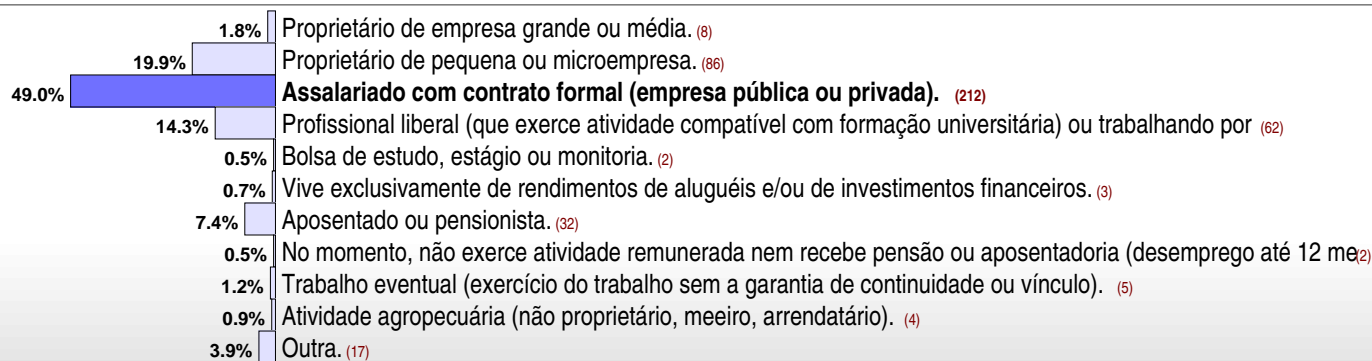 1.8% Proprietário de empresa grande ou média. (8)
19.9% Proprietário de pequena ou microempresa. (86)
49.0% Assalariado com contrato formal (empresa pública ou privada). (212)
14.3% Profissional liberal (que exerce atividade compatível com formação universitária) ou trabalhando por (62)
0.5% Bolsa de estudo, estágio ou monitoria. (2)
0.7% Vive exclusivamente de rendimentos de aluguéis e/ou de investimentos financeiros. (3)
7.4% Aposentado ou pensionista. (32)
0.5% No momento, não exerce atividade remunerada nem recebe pensão ou aposentadoria (desemprego até 12 me(2)
1.2% Trabalho eventual (exercício do trabalho sem a garantia de continuidade ou vínculo). (5)
0.9% Atividade agropecuária (não proprietário, meeiro, arrendatário). (4)
3.9% Outra. (17)